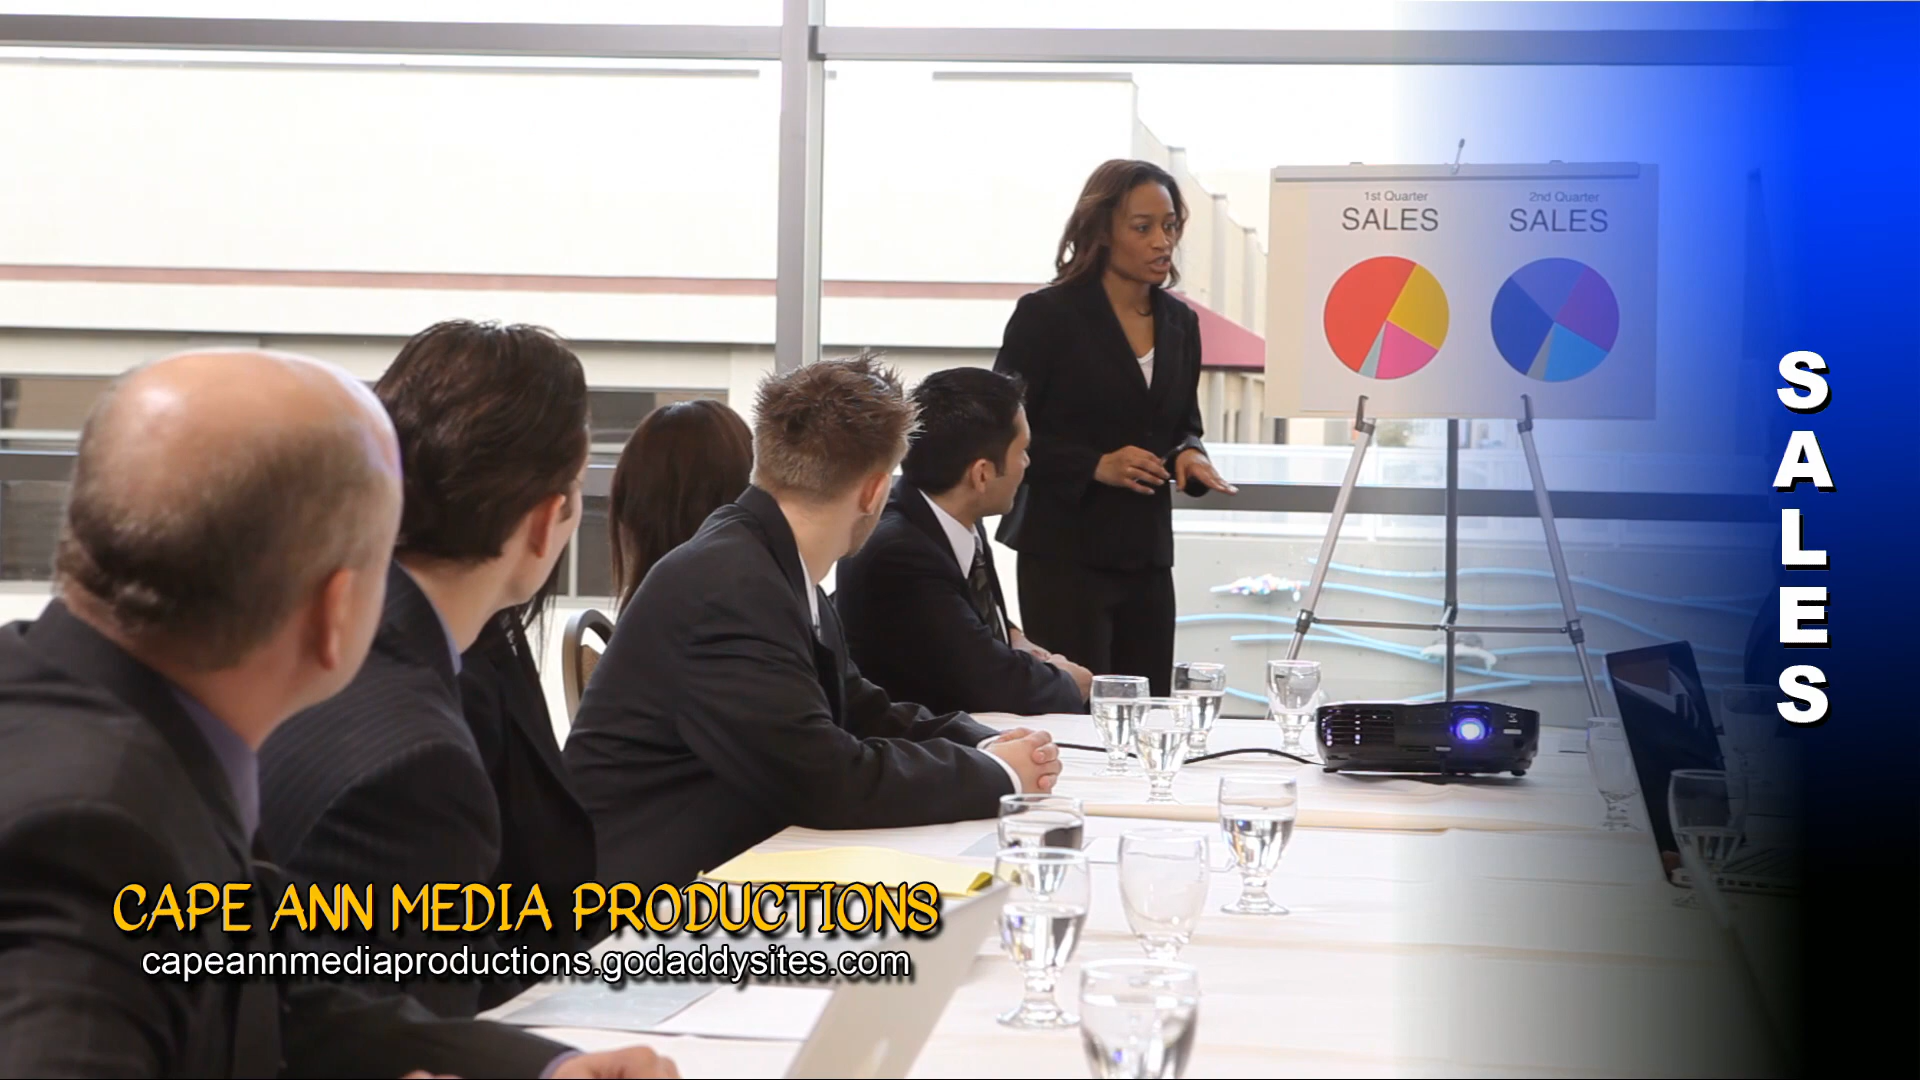 1st Quarter
SALES
2nd Quarter
SALES
SALES
CAPE ANN MEDIA PRODUCTIONS
capeannmediaproductions.godaddysites.com